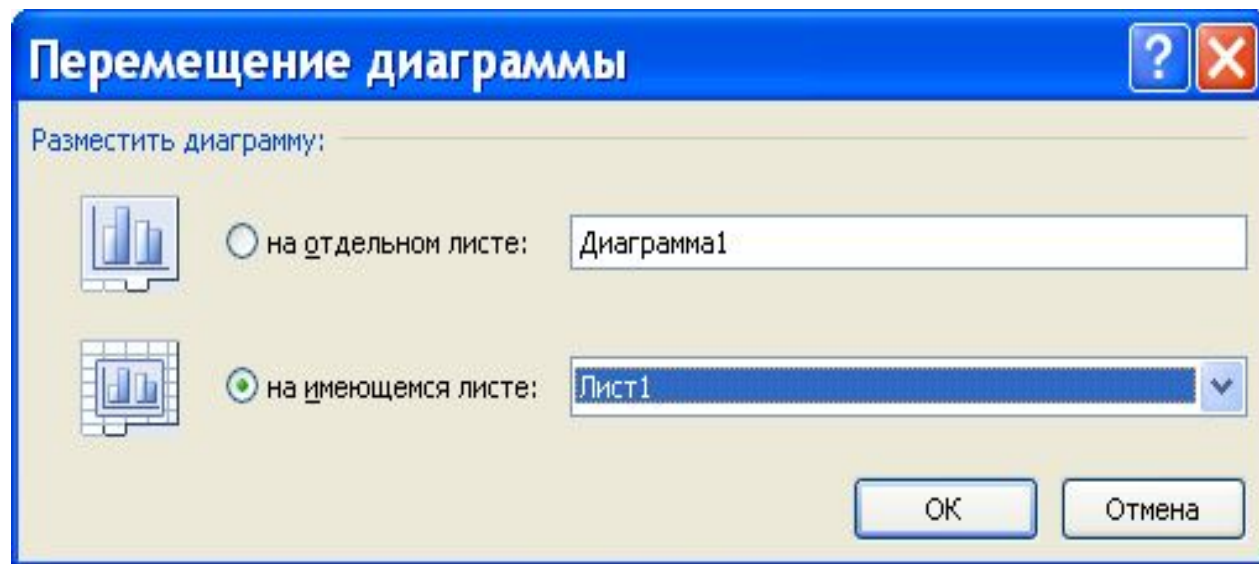 Перемещение диаграммы
Разместить диаграмму:
на отдельном листе: Диаграмма1
на имеющемся листе: Лист1
ОК Отмена